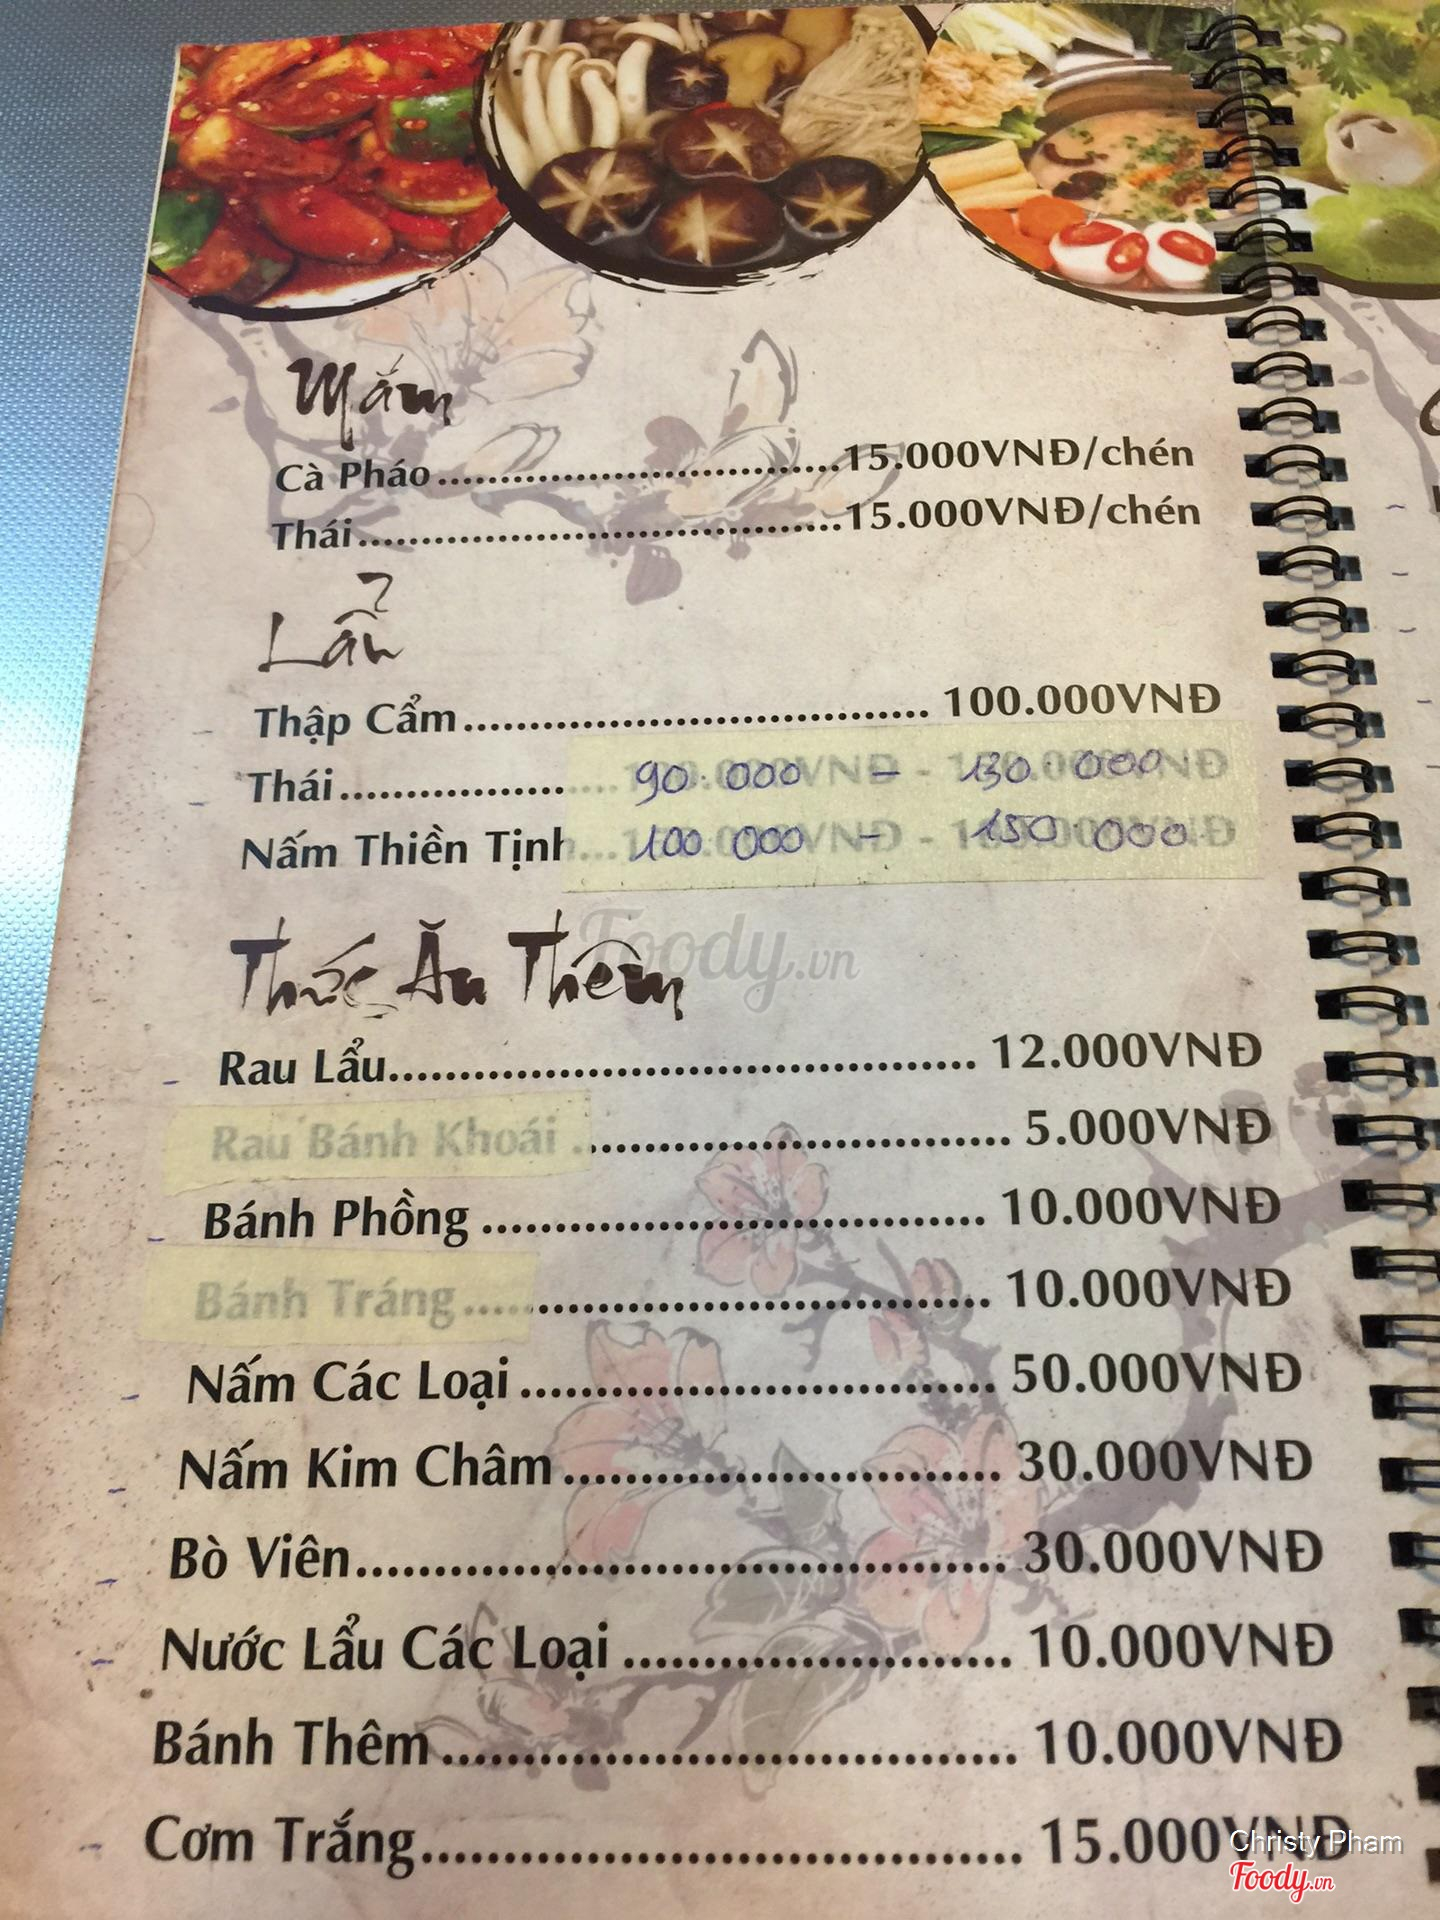 Mắm
Cà Pháo........................15.000VNĐ/chén
Thái........................15.000VNĐ/chén
Lẩu
Thập Cẩm........................ 100.000VNĐ
Thái........................ 90.000 - 130.000
Nấm Thiền Tịnh... 100 000 - 150 000
Foody.vn
Thức Ăn Thêm
Rau Lẩu........................ 12.000VNĐ
Rau Bánh Khoái ........................ 5.000VNĐ
Bánh Phồng ........................ 10.000VNĐ
Bánh Tráng........................ 10.000VNĐ
Nấm Các Loại ........................ 50.000VNĐ
Nấm Kim Châm ........................ 30.000VNĐ
Bò Viên........................ 30.000VNĐ
Nước Lẩu Các Loại ........................ 10.000VNĐ
Bánh Thêm ........................ 10.000VNĐ
Cơm Trắng........................ 15.000VNĐ
Christy Pham
Foody.vn